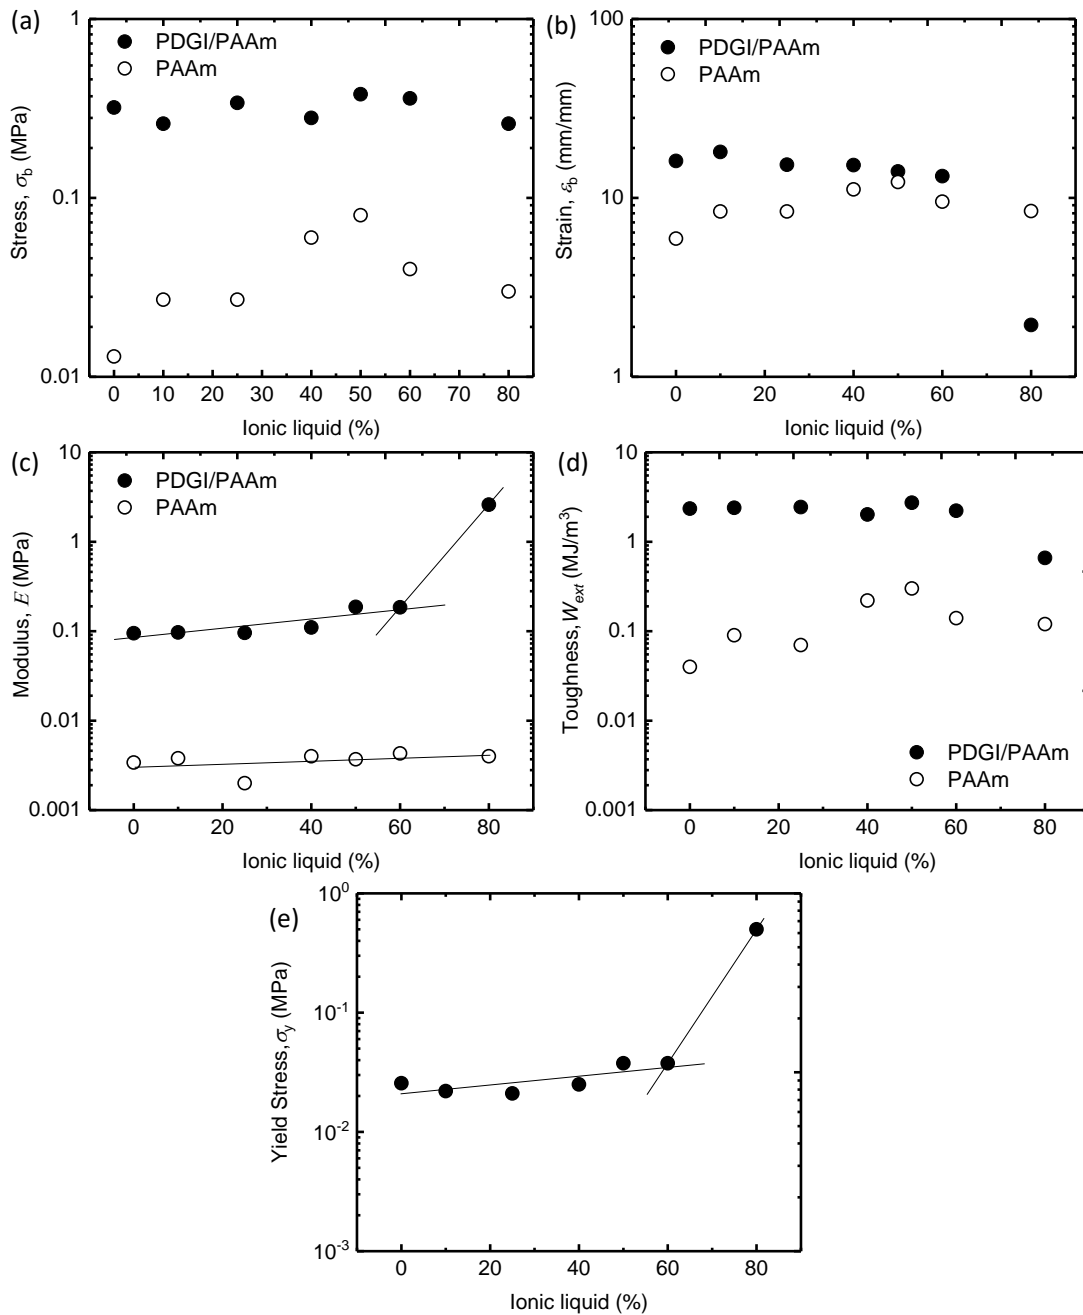 (a)
PDGI/PAAm
PAAm
Stress, σb (MPa)
1
0.1
0.01
0 10 20 30 40 50 60 70 80
Ionic liquid (%)
(b)
PDGI/PAAm
PAAm
Strain, εb (mm/mm)
100
10
1
0 20 40 60 80
Ionic liquid (%)
(c)
PDGI/PAAm
PAAm
Modulus, E (MPa)
10
1
0.1
0.01
0.001
0 20 40 60 80
Ionic liquid (%)
(d)
Toughness, Wext (MJ/m³)
10
1
0.1
0.01
0.001
PDGI/PAAm
PAAm
0 20 40 60 80
Ionic liquid (%)
(e)
Yield Stress, σy (MPa)
10⁰
10⁻¹
10⁻²
10⁻³
0 20 40 60 80
Ionic liquid (%)